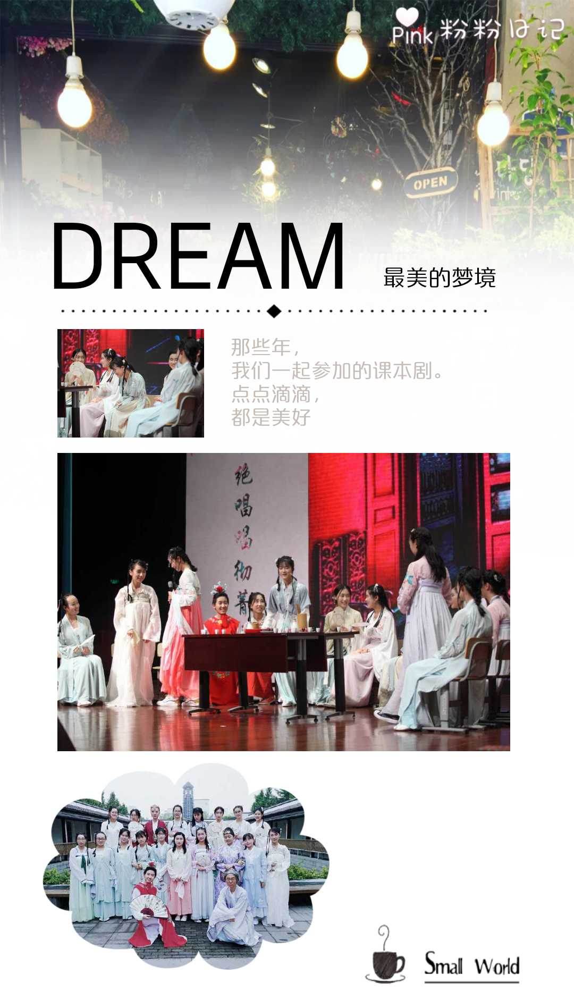 Pink 粉粉日记
OPEN
DREAM
最美的梦境
那些年，
我们一起参加的课本剧。
点点滴滴，
都是美好
绝唱唱彻菁
Small World